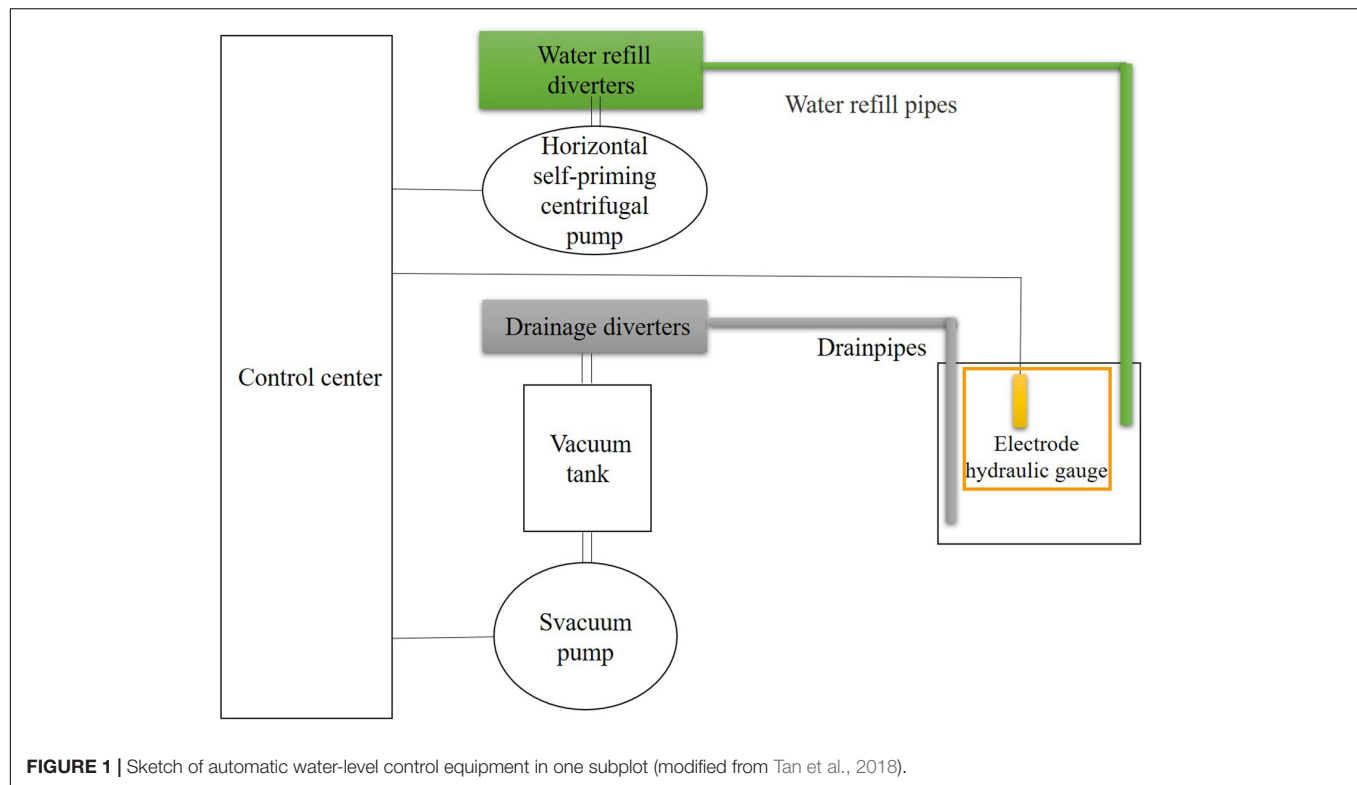 Water refill
diverters
Water refill pipes
Horizontal
self-priming
centrifugal
pump
Control center
Drainage diverters
Drainpipes
Vacuum
tank
Electrode
hydraulic gauge
Svacuum
pump
FIGURE 1 | Sketch of automatic water-level control equipment in one subplot (modified from Tan et al., 2018).